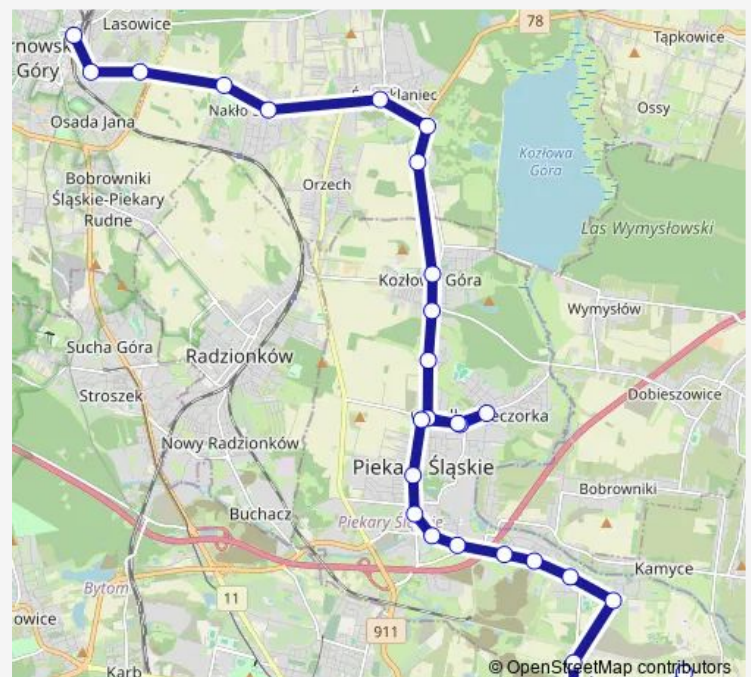 Lasowice
78
Tąpkowice
Góry
Nakło
Ossy
Osada Jana
Kozłowa
Góra
Bobrowniki
Śląskie-Piekary
Rudne
Orzech
Las Wymysłowski
Góra
Wymysłów
Sucha Góra
Radzionków
Stroszek
Dobieszowice
Nowy Radzionków
Śląskie
Bobrowniki
Buchacz
Kamyce
Bytom
11
911
Karb
© OpenStreetMap contributors